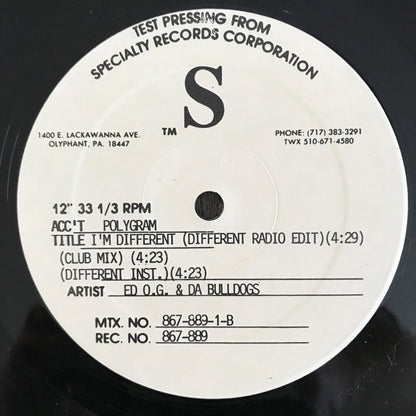 TEST PRESSING FROM
SPECIALTY RECORDS CORPORATION
S
TM
1400 E. LACKAWANNA AVE.
OLYPHANT, PA. 18447
PHONE: (717) 383-3291
TWX 510-671-4580
12" 33 1/3 RPM
ACC'T POLYGRAM
TITLE I'M DIFFERENT (DIFFERENT RADIO EDIT)(4:29)
(CLUB MIX) (4:23)
(DIFFERENT INST.)(4:23)
ARTIST ED O.G. & DA BULLDOGS
MTX. NO. 867-889-1-B
REC. NO. 867-889